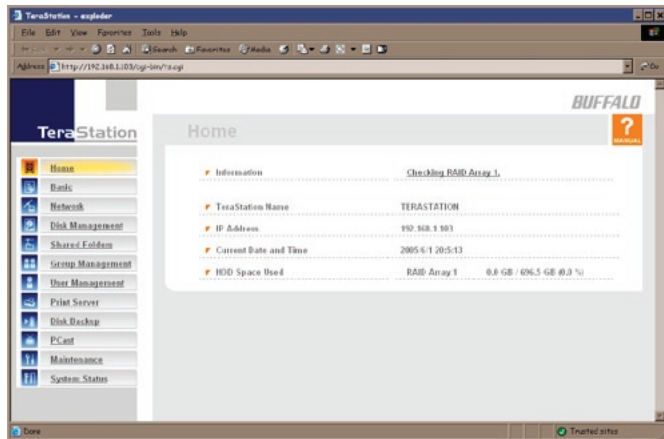 TeraStation - exploder
File Edit View Favorites Tools Help
Search Favorites Media
Address http://192.168.1.103/cgi-bin/ts.cgi Go
BUFFALO
TeraStation
Home
?
MANUAL
Home
Basic
Network
Disk Management
Shared Folders
Group Management
User Management
Print Server
Disk Backup
PCast
Maintenance
System Status
Information Checking RAID Array 1.
TeraStation Name TERASTATION
IP Address 192.168.1.103
Current Date and Time 2005/6/1 20:5:13
HDD Space Used RAID Array 1 0.0 GB / 696.5 GB (0.0 %)
Done Trusted sites